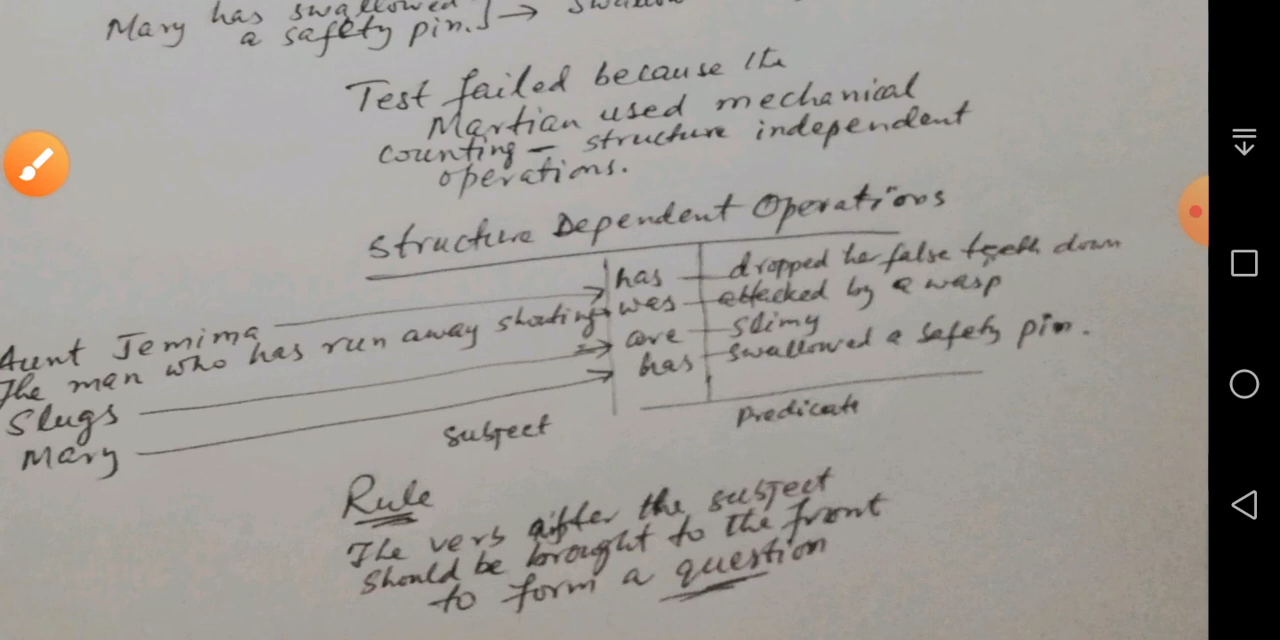 Mary has swallowed
a safety pin. → swallow
Test failed because the
Martian used mechanical
counting – structure independent
operations.
Structure Dependent Operations
Aunt Jemima has dropped her false teeth down
The man who has run away shouting was attacked by a wasp
Slugs are slimy
Mary has swallowed a safety pin.
Subject Predicate
Rule
The verb after the subject
should be brought to the front
to form a question